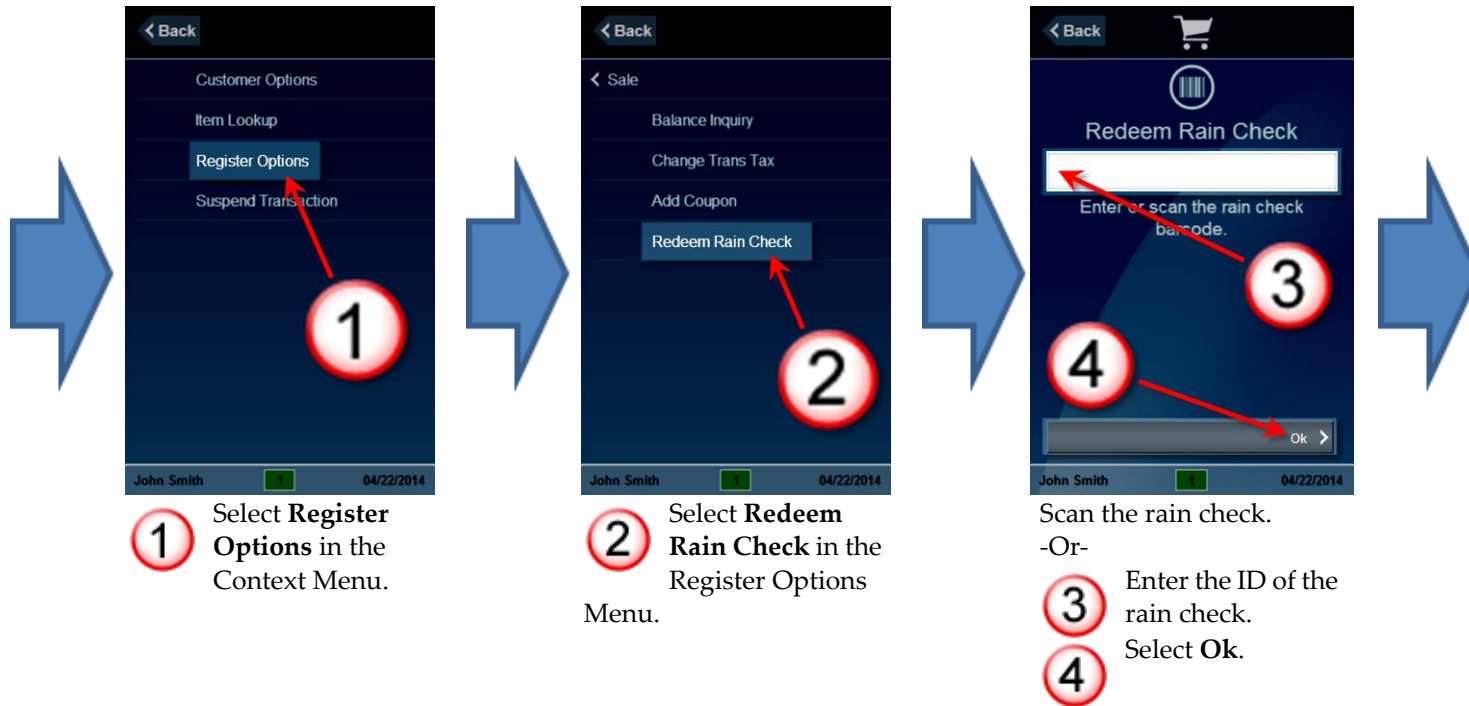 Back
Customer Options
Item Lookup
Register Options
Suspend Transaction
1
John Smith
1
04/22/2014
1
Select Register
Options in the
Context Menu.
Back
Sale
Balance Inquiry
Change Trans Tax
Add Coupon
Redeem Rain Check
2
John Smith
1
04/22/2014
2
Select Redeem
Rain Check in the
Register Options
Menu.
Back
Redeem Rain Check
Enter or scan the rain check
barcode.
3
4
Ok
John Smith
1
04/22/2014
Scan the rain check.
-Or-
3
Enter the ID of the
rain check.
4
Select Ok.